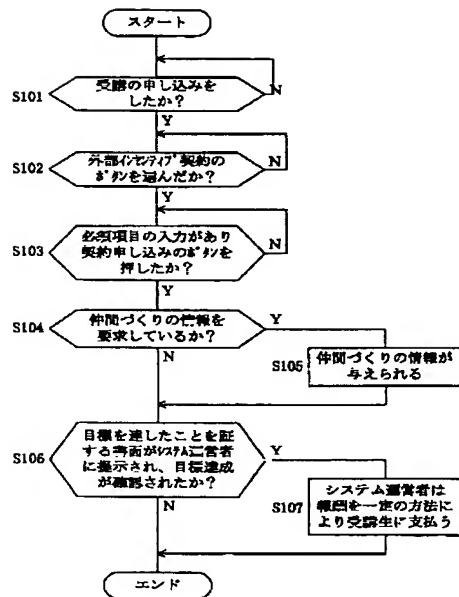 スタート
受講の申し込みを
したか？
N
S101
Y
外部インセンティブ契約の
ボタンを選んだか？
N
S102
Y
必須項目の入力があり
契約申し込みのボタンを
押したか？
N
S103
Y
仲間づくりの情報を
要求しているか？
Y
S104
N
S105
仲間づくりの情報が
与えられる
目標を達したことを証
する書面がシステム運営者
に提示され、目標達成
が確認されたか？
Y
S106
N
S107
システム運営者は
報酬を一定の方法に
より受講生に支払う
エンド